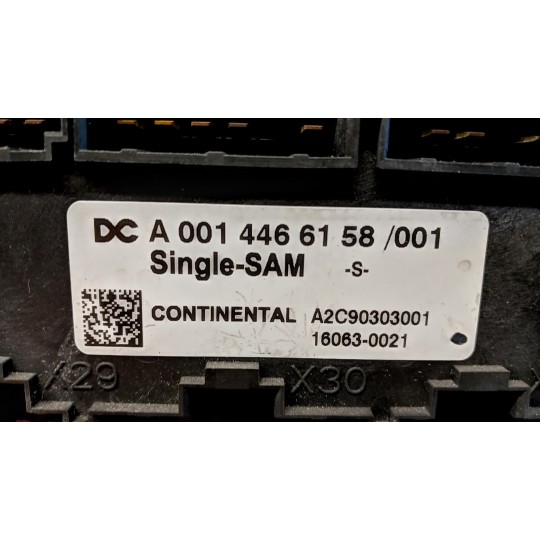 DC A 001 446 61 58 /001
Single-SAM -S-
CONTINENTAL A2C90303001
16063-0021
X29 X30